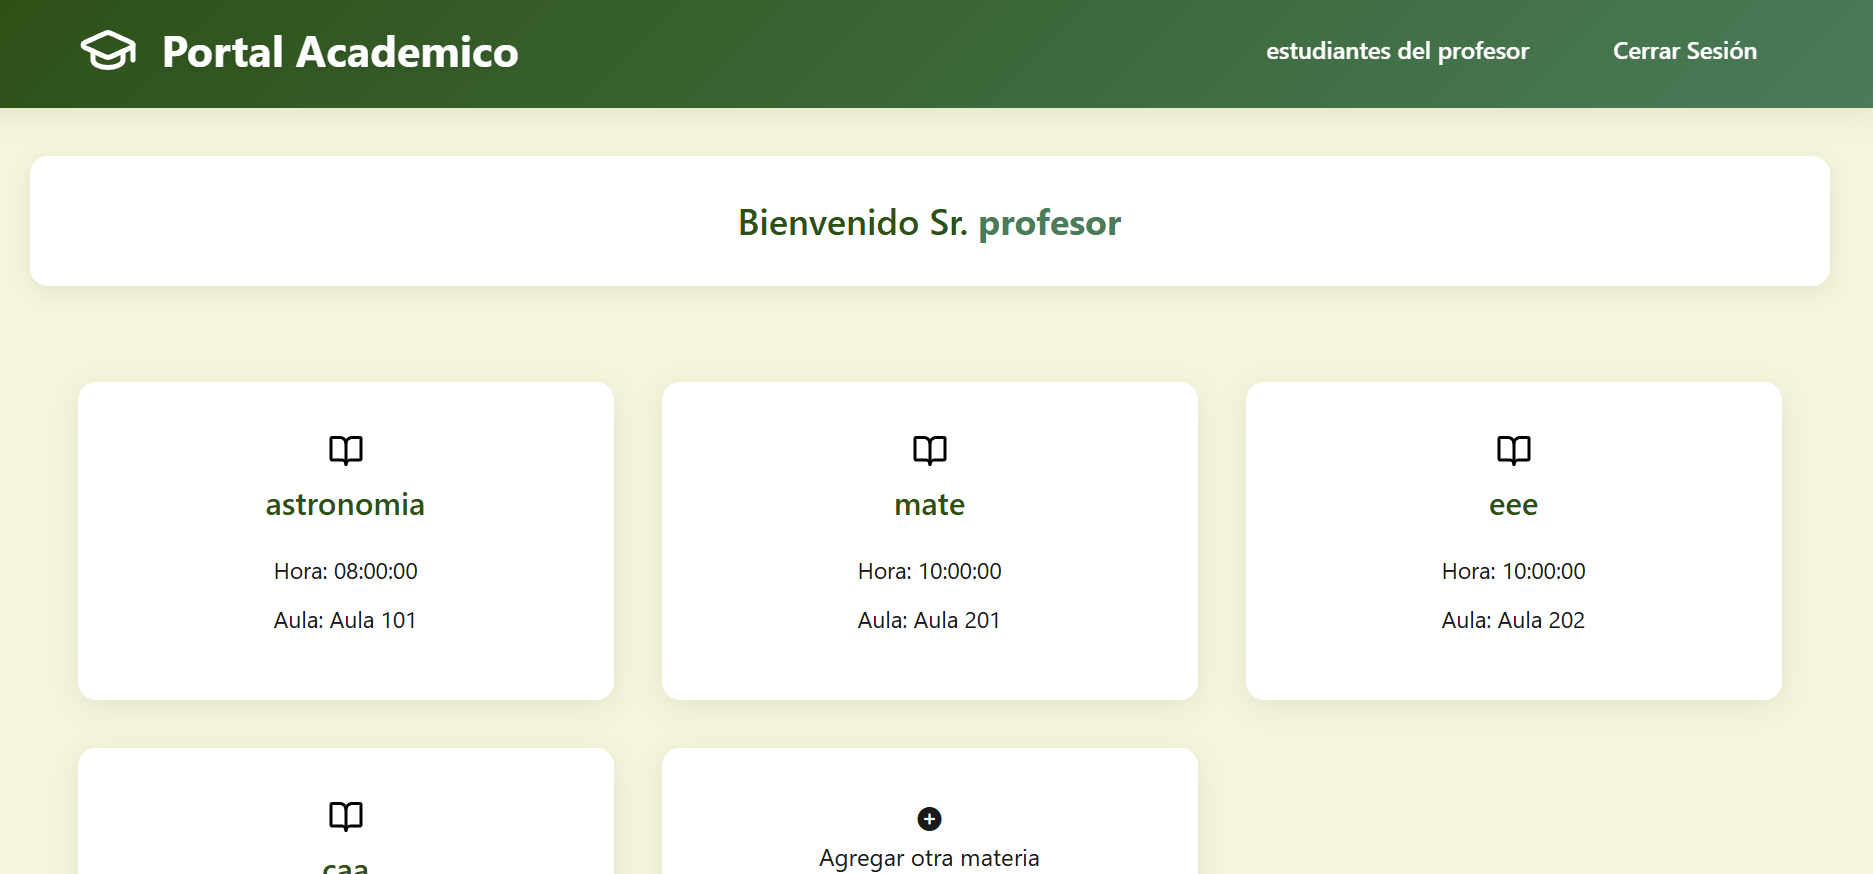 Portal Academico
estudiantes del profesor
Cerrar Sesión
Bienvenido Sr. profesor
astronomia
Hora: 08:00:00
Aula: Aula 101
mate
Hora: 10:00:00
Aula: Aula 201
eee
Hora: 10:00:00
Aula: Aula 202
caa
Agregar otra materia